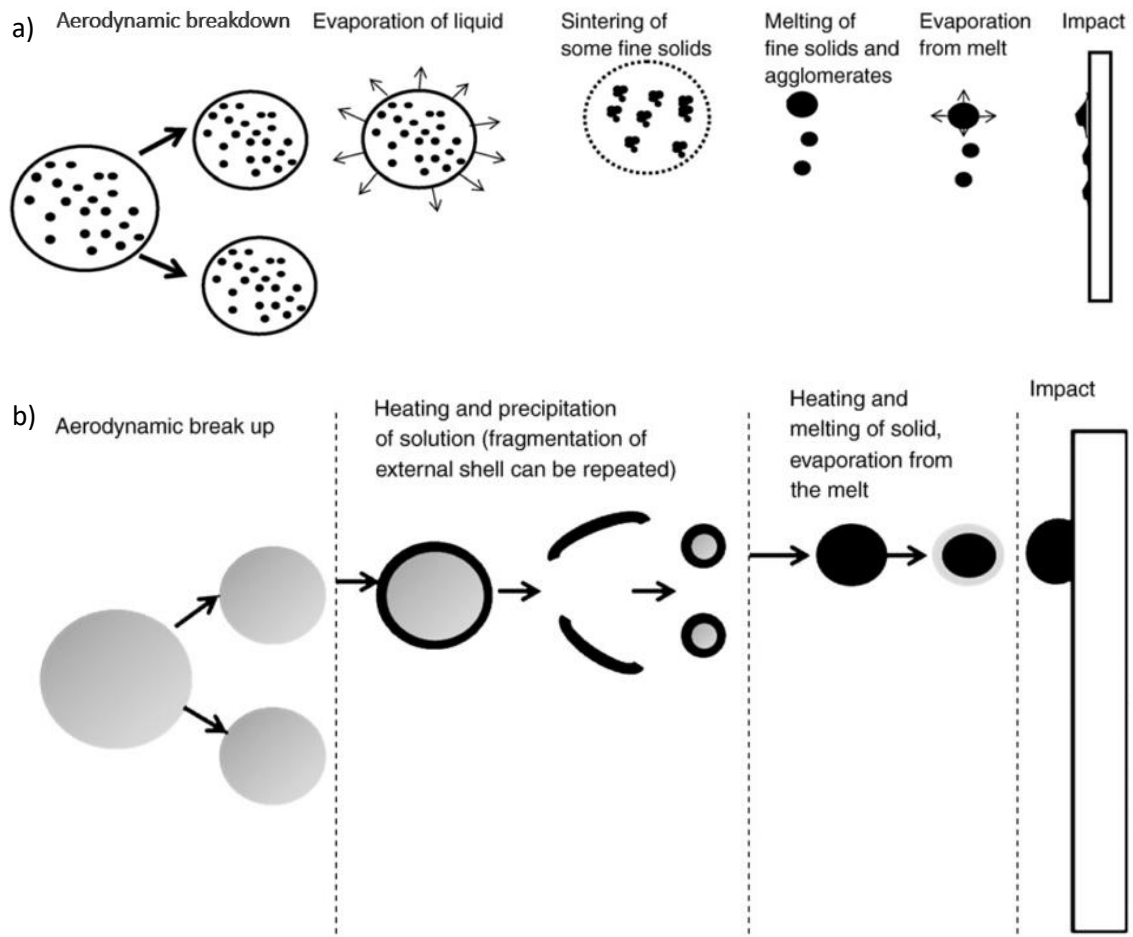 a)
Aerodynamic breakdown
Evaporation of liquid
Sintering of
some fine solids
Melting of
fine solids and
agglomerates
Evaporation
from melt
Impact
b)
Aerodynamic break up
Heating and precipitation
of solution (fragmentation of
external shell can be repeated)
Heating and
melting of solid,
evaporation from
the melt
Impact